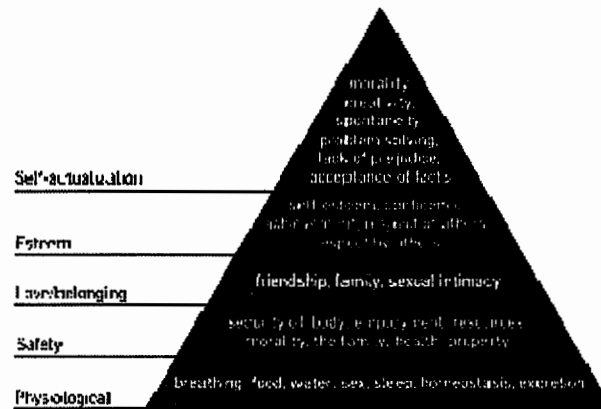 morality,
creativity,
spontaneity,
problem solving,
lack of prejudice,
acceptance of facts
Self-actualization
self-esteem, confidence,
achievement, respect of others,
respect by others
Esteem
friendship, family, sexual intimacy
Love/belonging
security of body, employment, resources,
morality, the family, health, property
Safety
breathing, food, water, sex, sleep, homeostasis, excretion
Physiological